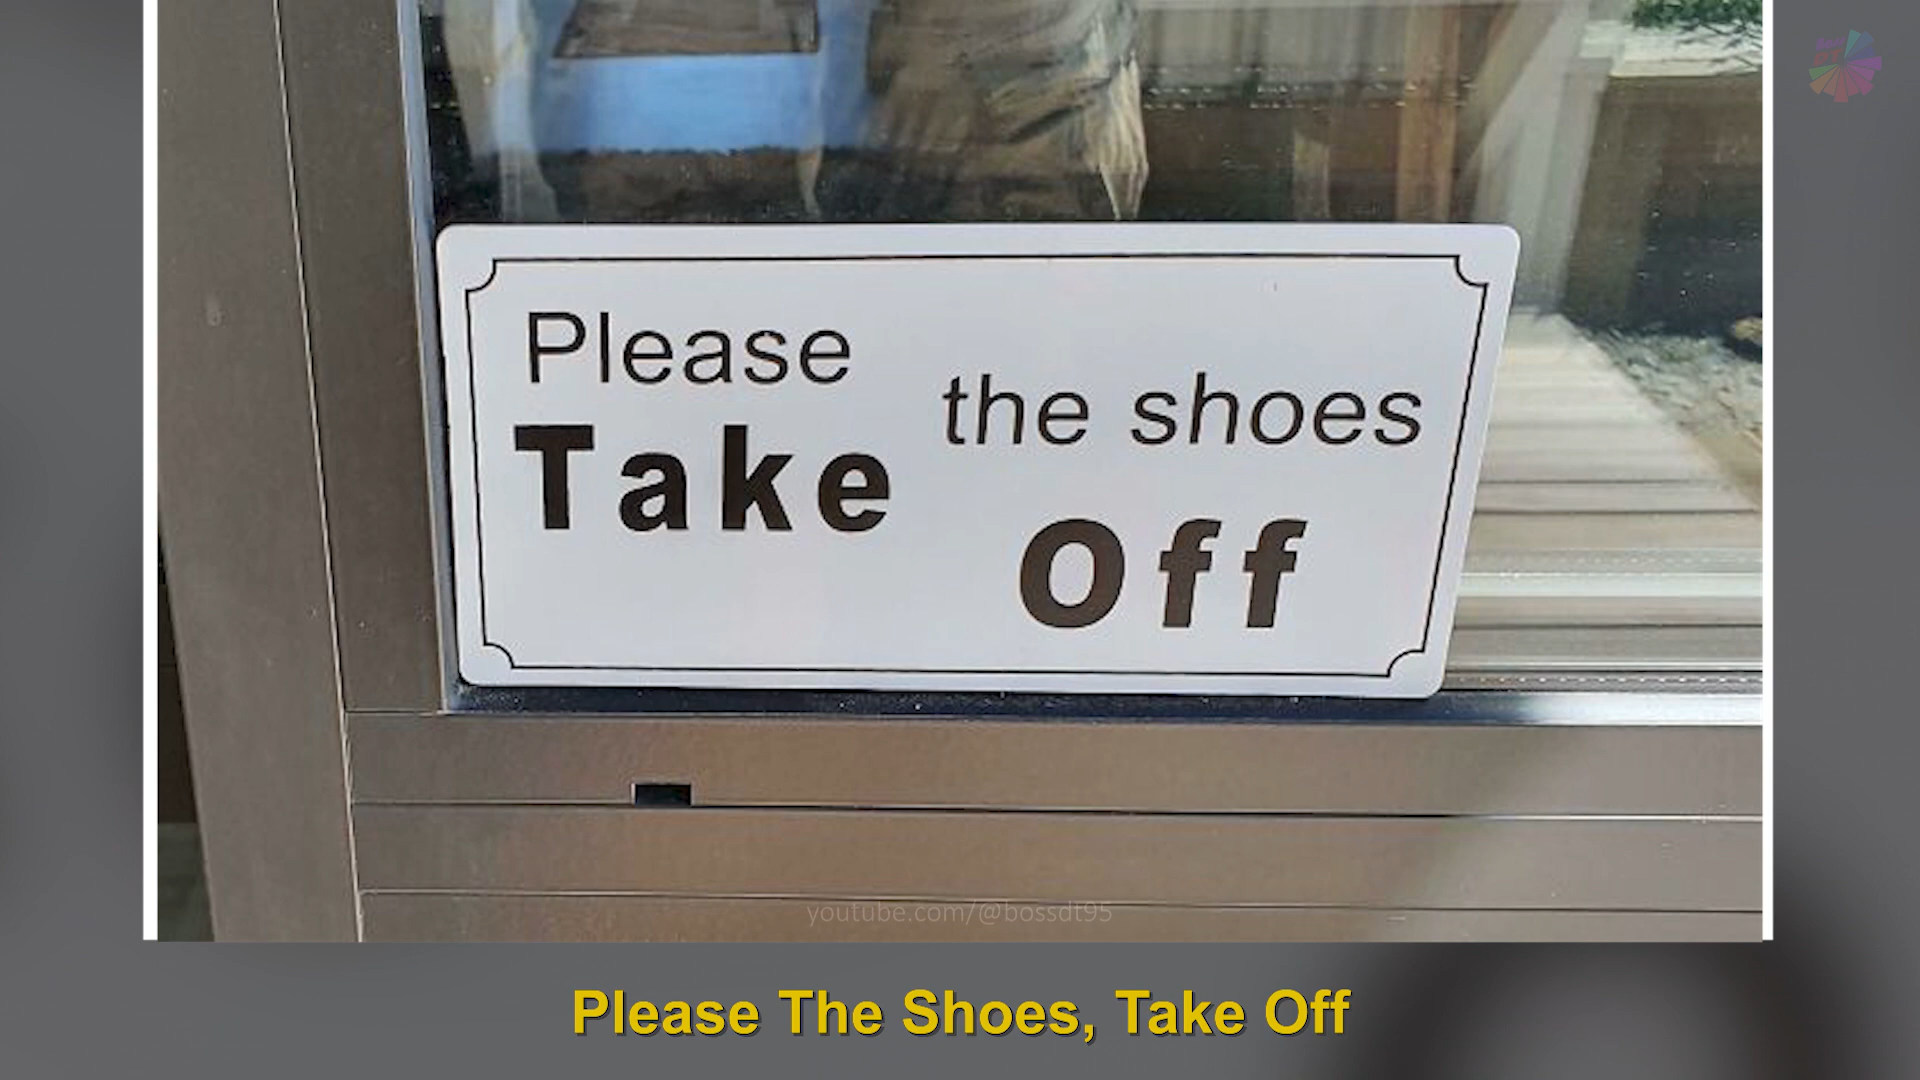 Please
the shoes
Take
Off
youtube.com/@bossdt95
Please The Shoes, Take Off